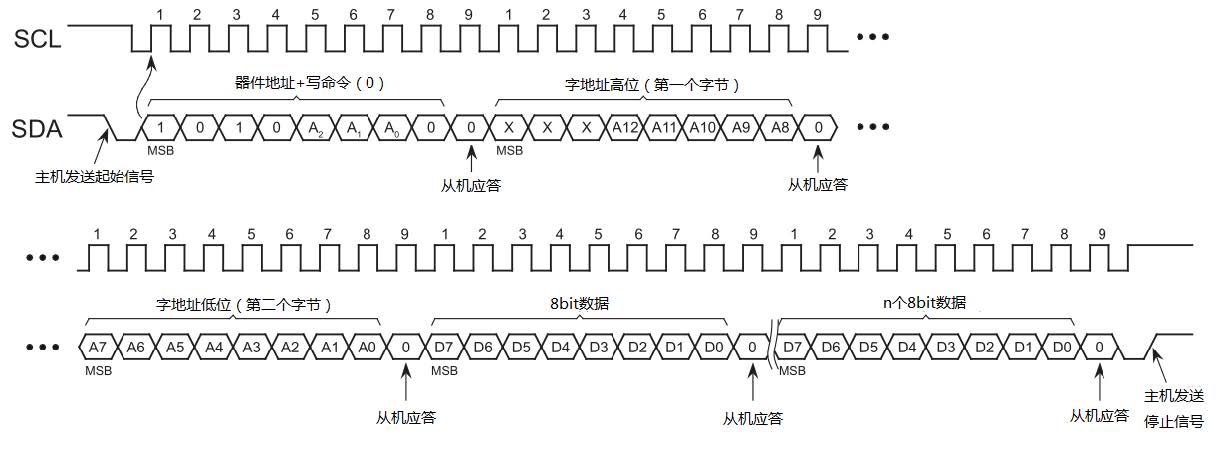 1 2 3 4 5 6 7 8 9 1 2 3 4 5 6 7 8 9
SCL
器件地址+写命令（0）
字地址高位（第一个字节）
SDA
1 0 1 0 A2 A1 A0 0 0 X X X A12 A11 A10 A9 A8 0
MSB MSB
主机发送起始信号
从机应答
从机应答
1 2 3 4 5 6 7 8 9 1 2 3 4 5 6 7 8 9 1 2 3 4 5 6 7 8 9
字地址低位（第二个字节）
8bit数据
n个8bit数据
A7 A6 A5 A4 A3 A2 A1 A0 0 D7 D6 D5 D4 D3 D2 D1 D0 0 D7 D6 D5 D4 D3 D2 D1 D0 0
MSB MSB MSB
从机应答
从机应答
从机应答
主机发送
停止信号